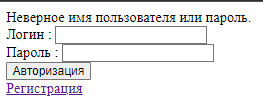 Неверное имя пользователя или пароль.
Логин :
Пароль :
Авторизация
Регистрация